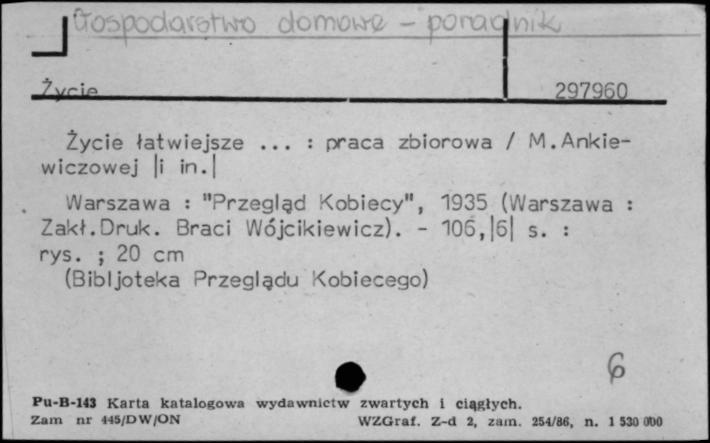 Gospodarstwo domowe - poradnik
Życie
297960
Życie łatwiejsze ... : praca zbiorowa / M.Ankie-
wiczowej |i in.|
Warszawa : "Przegląd Kobiecy", 1935 (Warszawa :
Zakł.Druk. Braci Wójcikiewicz). - 106,|6| s. :
rys. ; 20 cm
(Bibljoteka Przeglądu Kobiecego)
6
Pu-B-143 Karta katalogowa wydawnictw zwartych i ciągłych.
Zam nr 445/DW/ON WZGraf. Z-d 2, zam. 254/86, n. 1 530 000